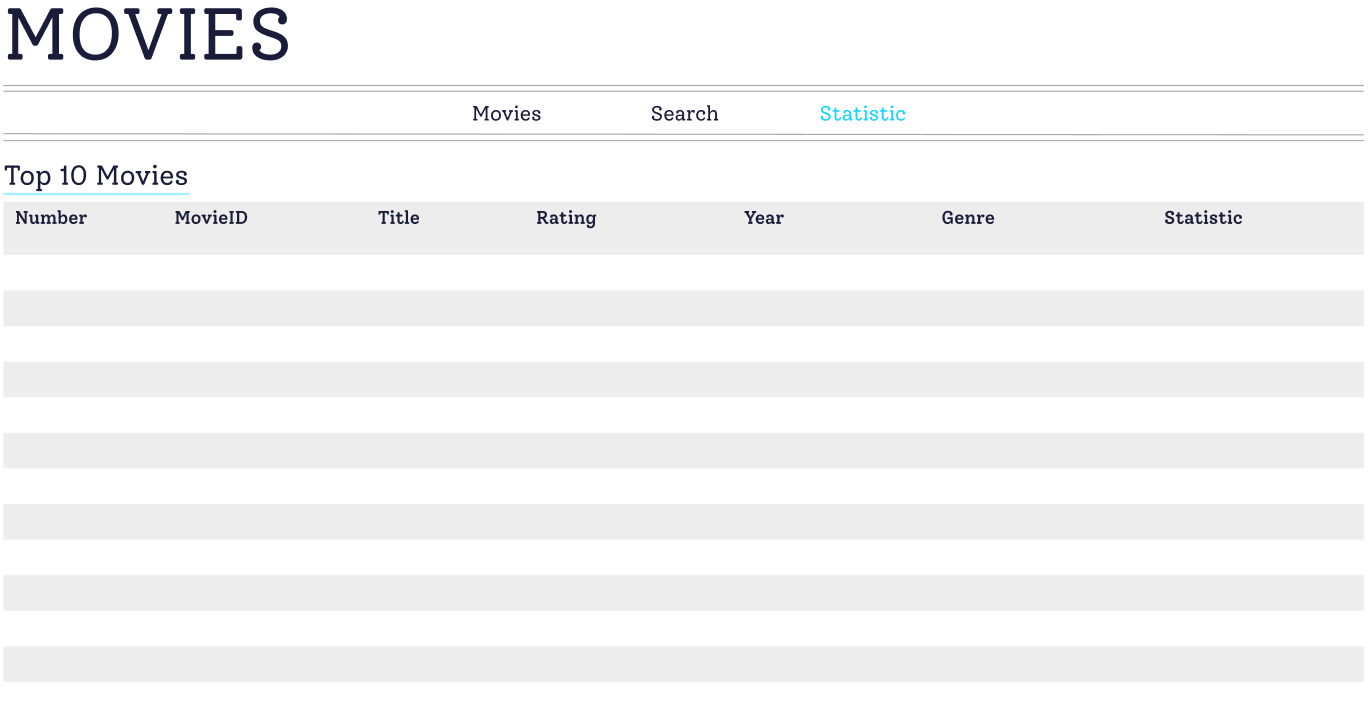 MOVIES
Movies Search Statistic
Top 10 Movies
Number MovieID Title Rating Year Genre Statistic